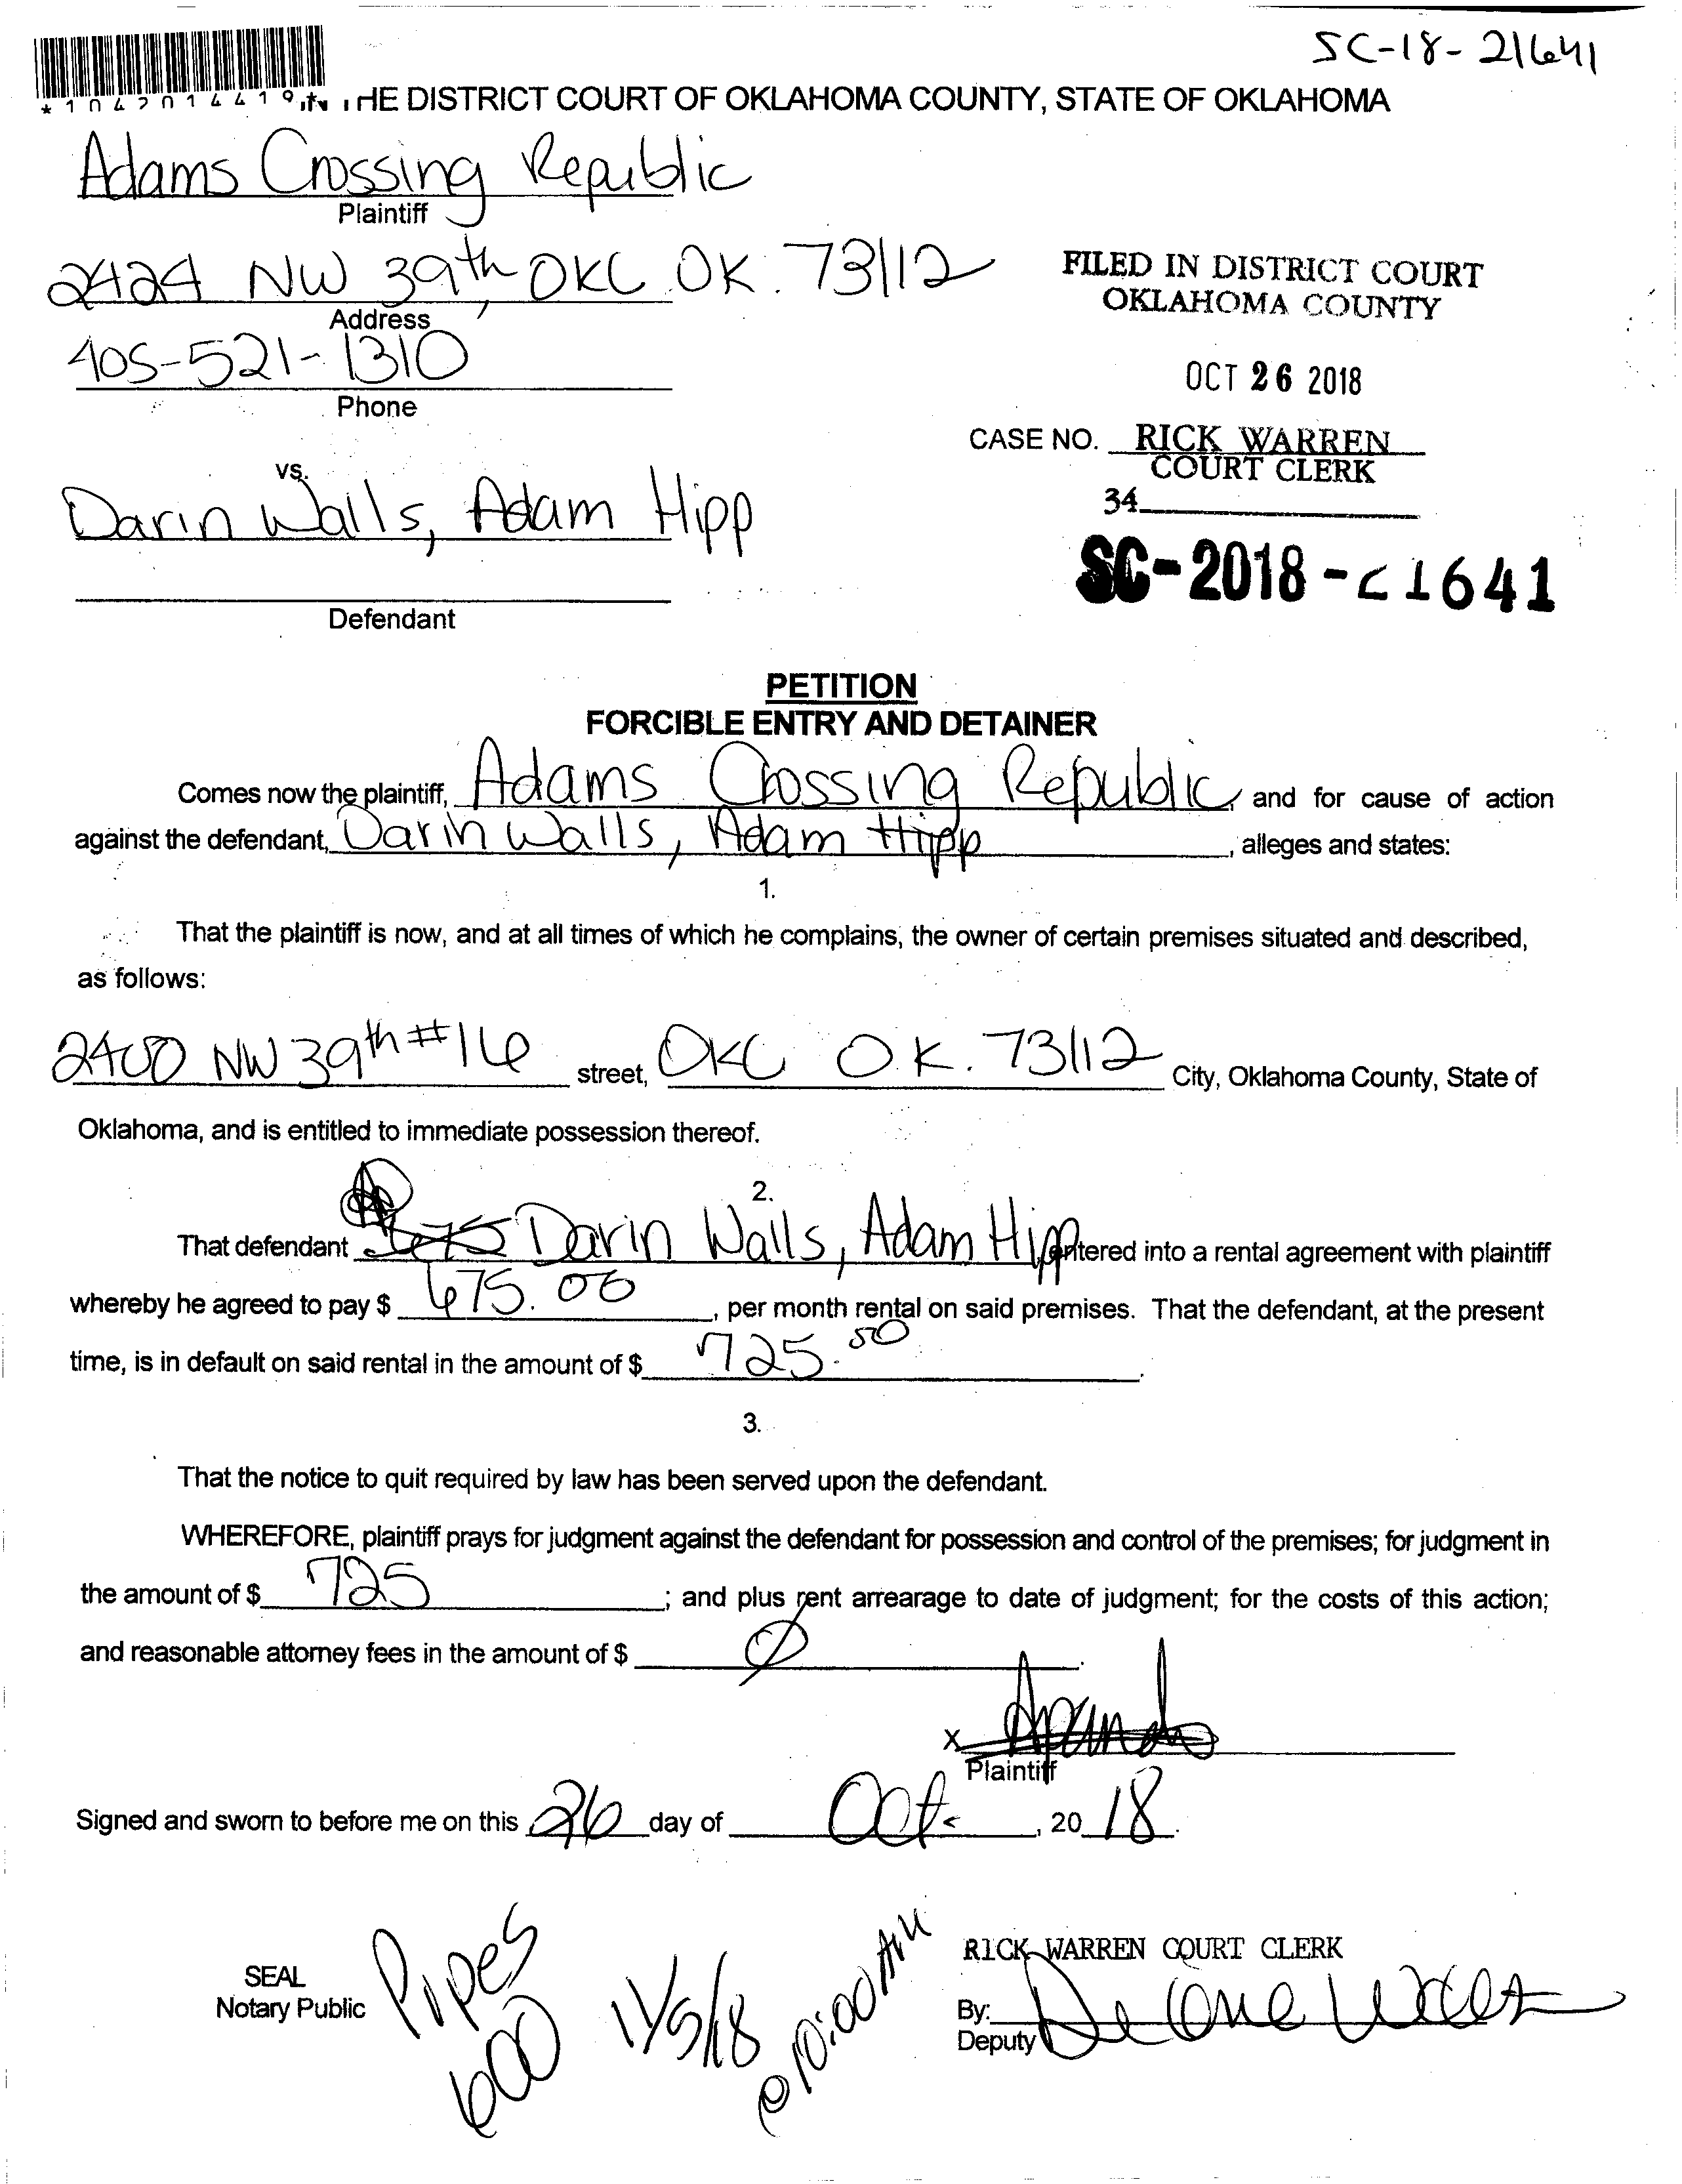 SC-18-21641
THE DISTRICT COURT OF OKLAHOMA COUNTY, STATE OF OKLAHOMA
Adams Crossing Republic
Plaintiff
2424 NW 39th, OKC OK. 73112
Address
405-521-1310
Phone
FILED IN DISTRICT COURT
OKLAHOMA COUNTY
OCT 26 2018
CASE NO. RICK WARREN
COURT CLERK
34
vs.
Darin Walls, Adam Hipp
Defendant
SC-2018-21641
PETITION
FORCIBLE ENTRY AND DETAINER
Comes now the plaintiff, Adams Crossing Republic, and for cause of action
against the defendant, Darin Walls, Adam Hipp, alleges and states:
1.
That the plaintiff is now, and at all times of which he complains, the owner of certain premises situated and described,
as follows:
2400 NW 39th #16 street, OKC O.K. 73112 City, Oklahoma County, State of
Oklahoma, and is entitled to immediate possession thereof.
2.
That defendant Darin Walls, Adam Hipp, entered into a rental agreement with plaintiff
whereby he agreed to pay $ 675.00, per month rental on said premises. That the defendant, at the present
time, is in default on said rental in the amount of $ 725.00.
3.
That the notice to quit required by law has been served upon the defendant.
WHEREFORE, plaintiff prays for judgment against the defendant for possession and control of the premises; for judgment in
the amount of $ 725; and plus rent arrearage to date of judgment; for the costs of this action;
and reasonable attorney fees in the amount of $ Ø.
X
Plaintiff
Signed and sworn to before me on this 26 day of Oct, 2018.
SEAL
Notary Public
Pipes
600
11/5/18
@ 10:00 AM
RICK WARREN COURT CLERK
By:
Deputy